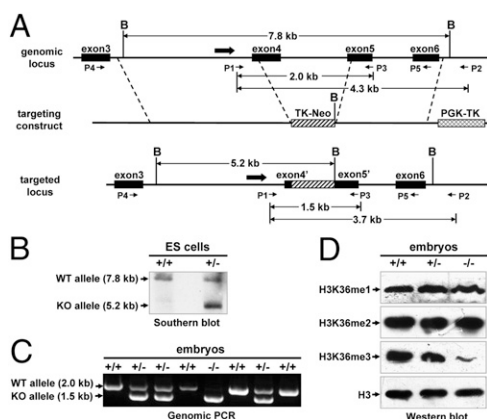 A
genomic locus
B
7.8 kb
B
exon3
exon4
exon5
exon6
P4
P1
P3
P5
P2
2.0 kb
4.3 kb
targeting construct
B
TK-Neo
PGK-TK
targeted locus
B
5.2 kb
B
B
exon3
exon4'
exon5'
exon6
P4
P1
P3
P5
P2
1.5 kb
3.7 kb
B
ES cells
+/+ +/-
WT allele (7.8 kb)
KO allele (5.2 kb)
Southern blot
C
embryos
+/+ +/- +/- +/+ -/- +/+ +/- +/+
WT allele (2.0 kb)
KO allele (1.5 kb)
Genomic PCR
D
embryos
+/+ +/- -/-
H3K36me1
H3K36me2
H3K36me3
H3
Western blot